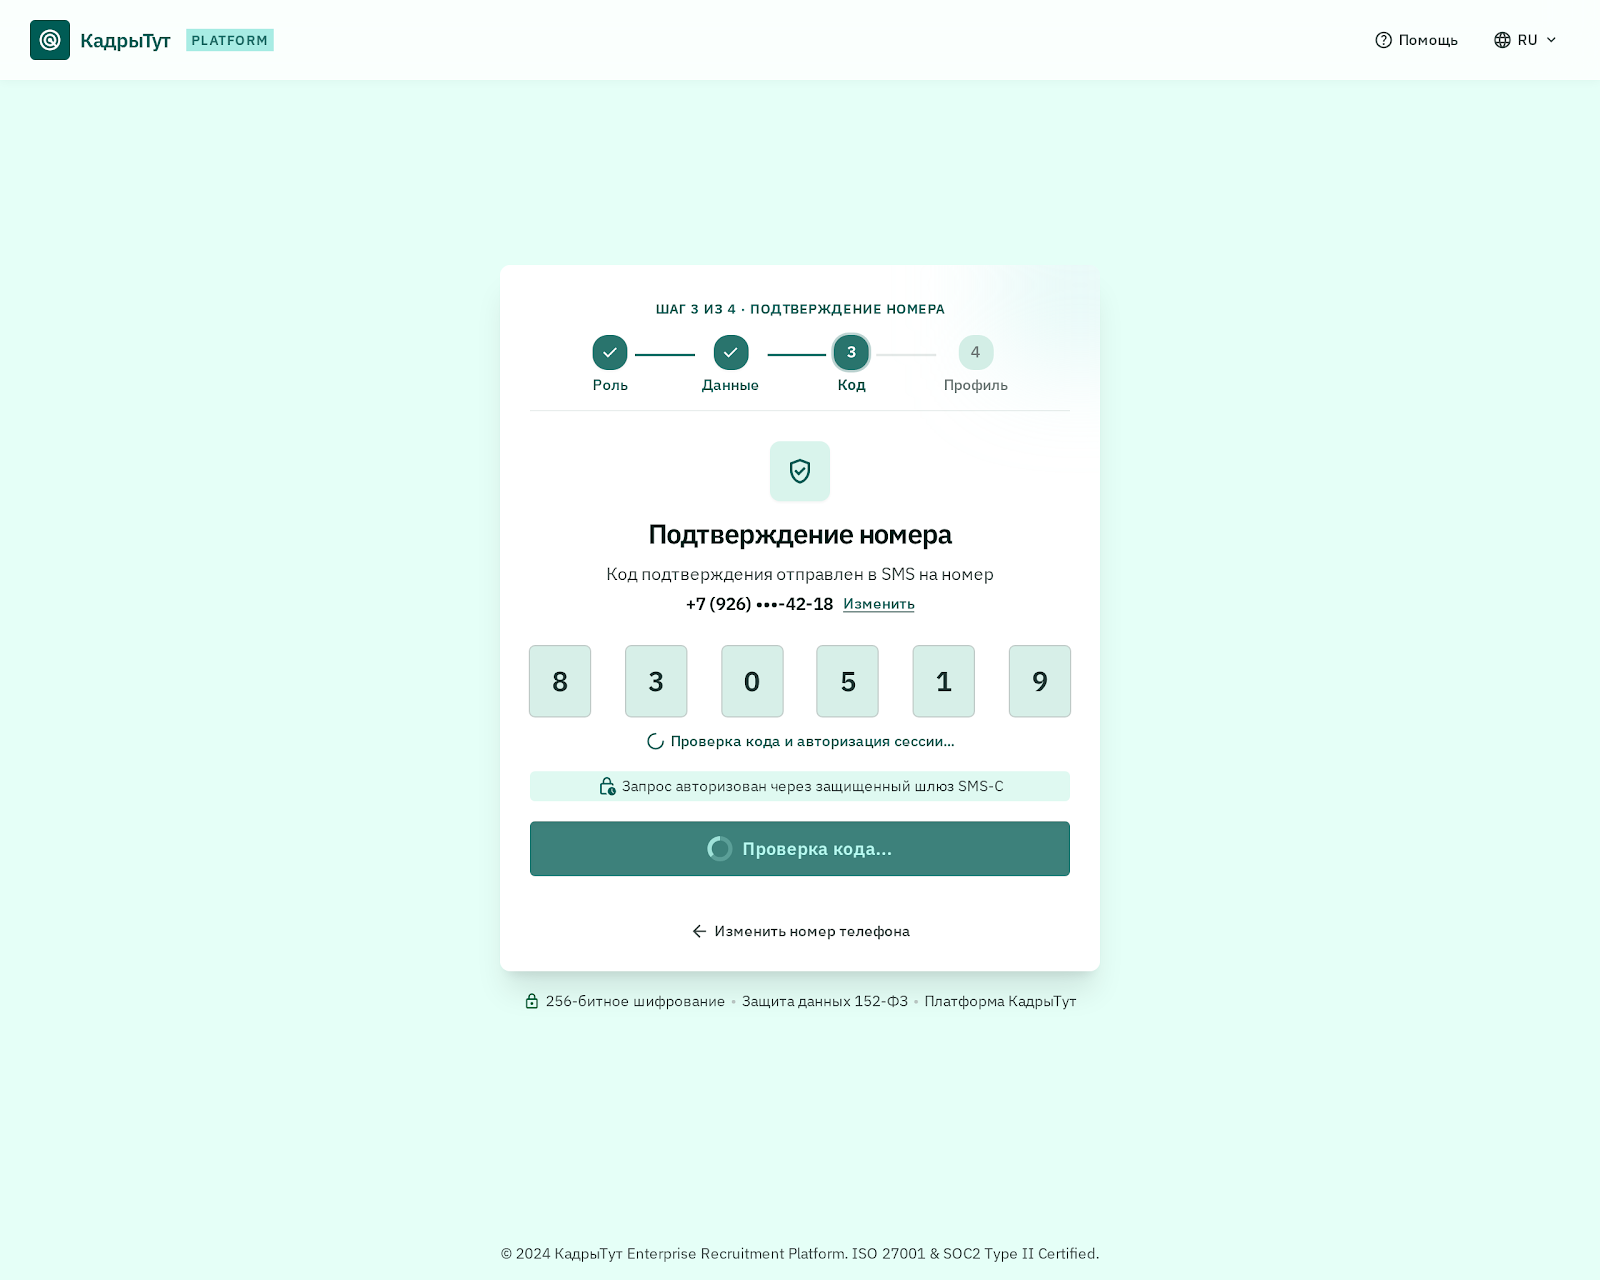 КадрыТут PLATFORM
Помощь RU
ШАГ 3 ИЗ 4 · ПОДТВЕРЖДЕНИЕ НОМЕРА
3 4
Роль Данные Код Профиль
Подтверждение номера
Код подтверждения отправлен в SMS на номер
+7 (926) •••-42-18 Изменить
8 3 0 5 1 9
Проверка кода и авторизация сессии...
Запрос авторизован через защищенный шлюз SMS-C
Проверка кода...
Изменить номер телефона
256-битное шифрование • Защита данных 152-ФЗ • Платформа КадрыТут
© 2024 КадрыТут Enterprise Recruitment Platform. ISO 27001 & SOC2 Type II Certified.